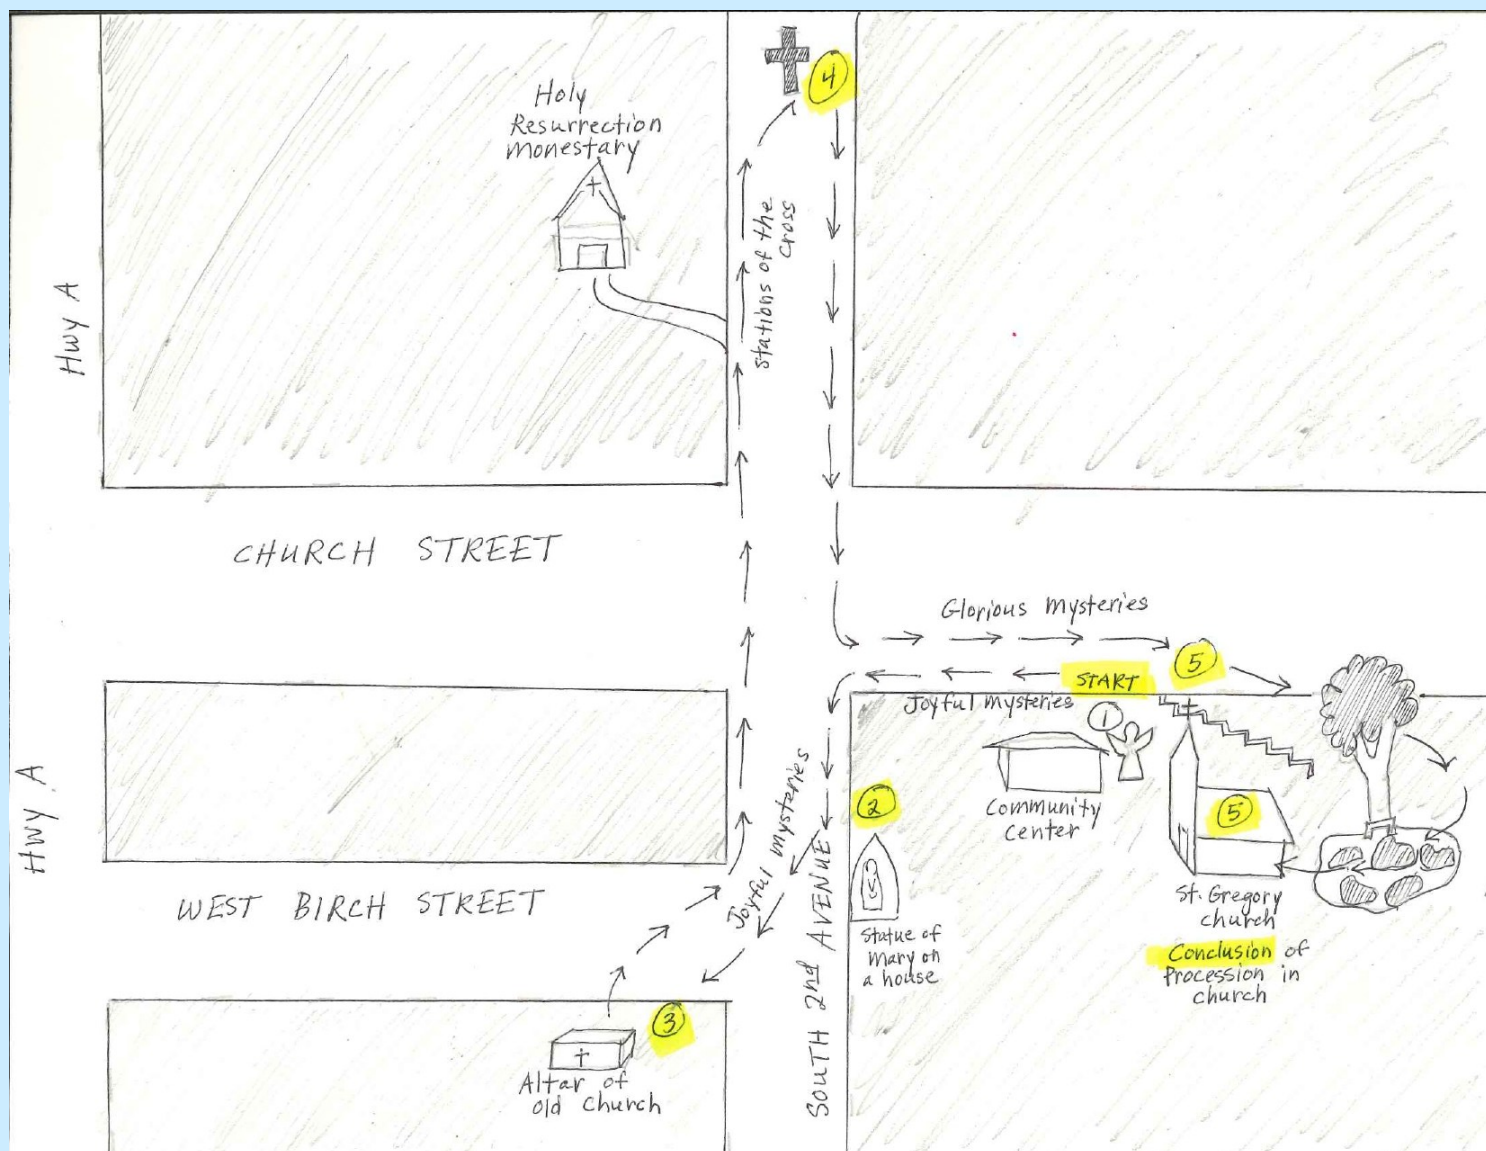 4
Holy
Resurrection
monestary
Stations of the
Cross
Hwy A
CHURCH STREET
Glorious mysteries
5
START
Joyful mysteries
1
2
Community
Center
5
Hwy A
Joyful mysteries
WEST BIRCH STREET
SOUTH 2nd AVENUE
Statue of
Mary on
a house
St. Gregory
church
Conclusion of
Procession in
church
3
Altar of
old church